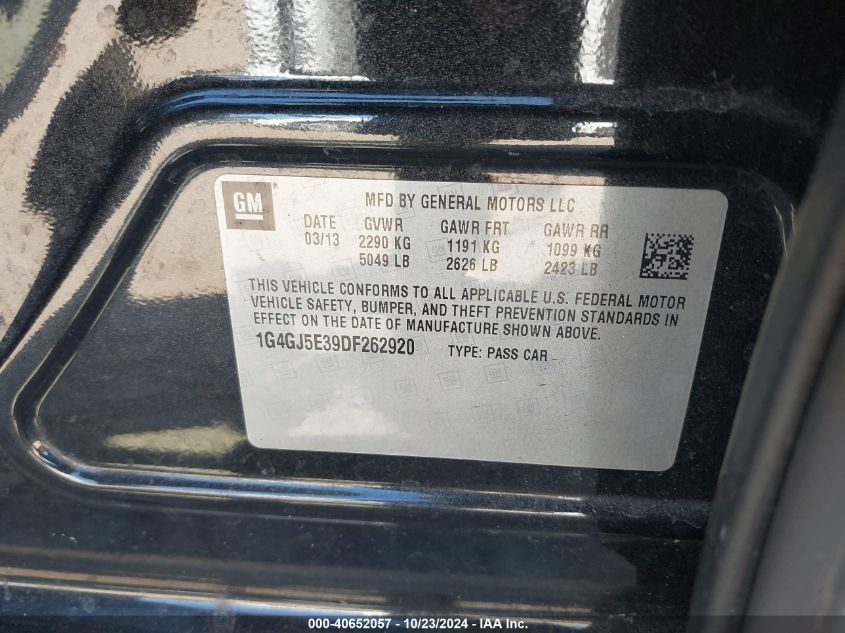 GM
MFD BY GENERAL MOTORS LLC
DATE GVWR GAWR FRT GAWR RR
03/13 2290 KG 1191 KG 1099 KG
5049 LB 2626 LB 2423 LB
THIS VEHICLE CONFORMS TO ALL APPLICABLE U.S. FEDERAL MOTOR
VEHICLE SAFETY, BUMPER, AND THEFT PREVENTION STANDARDS IN
EFFECT ON THE DATE OF MANUFACTURE SHOWN ABOVE.
1G4GJ5E39DF262920 TYPE: PASS CAR
000-40652057 - 10/23/2024 - IAA Inc.